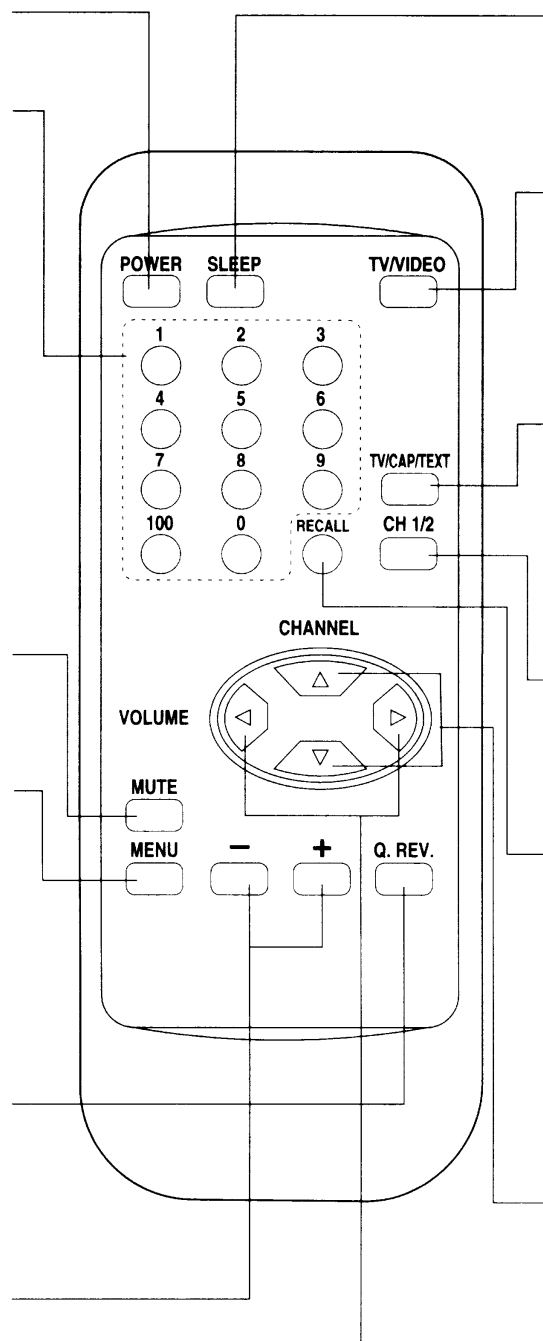 POWER SLEEP TV/VIDEO
1 2 3
4 5 6
7 8 9 TV/CAP/TEXT
100 0 RECALL CH 1/2
CHANNEL
VOLUME
MUTE
MENU − + Q. REV.